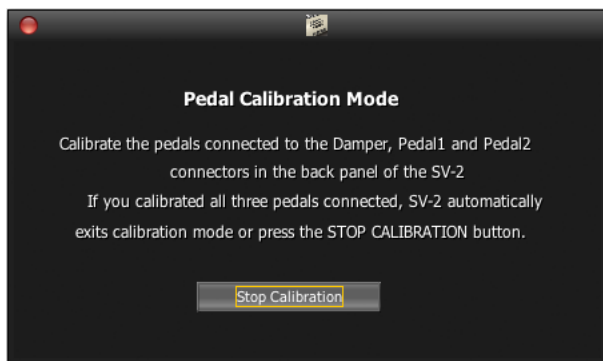 Pedal Calibration Mode
Calibrate the pedals connected to the Damper, Pedal1 and Pedal2
connectors in the back panel of the SV-2
If you calibrated all three pedals connected, SV-2 automatically
exits calibration mode or press the STOP CALIBRATION button.
Stop Calibration